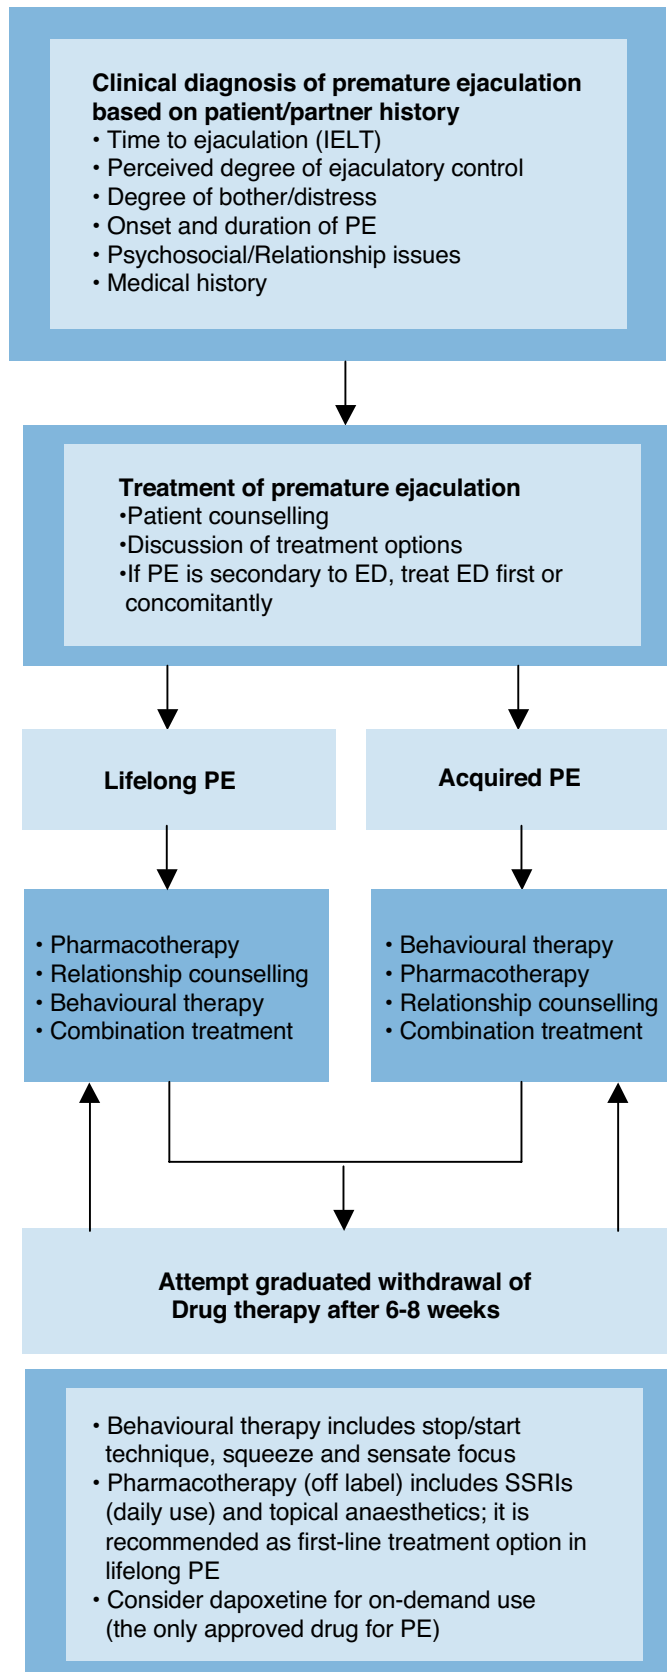 Clinical diagnosis of premature ejaculation
based on patient/partner history
• Time to ejaculation (IELT)
• Perceived degree of ejaculatory control
• Degree of bother/distress
• Onset and duration of PE
• Psychosocial/Relationship issues
• Medical history
Treatment of premature ejaculation
•Patient counselling
•Discussion of treatment options
•If PE is secondary to ED, treat ED first or
concomitantly
Lifelong PE
Acquired PE
• Pharmacotherapy
• Relationship counselling
• Behavioural therapy
• Combination treatment
• Behavioural therapy
• Pharmacotherapy
• Relationship counselling
• Combination treatment
Attempt graduated withdrawal of
Drug therapy after 6-8 weeks
• Behavioural therapy includes stop/start
technique, squeeze and sensate focus
• Pharmacotherapy (off label) includes SSRIs
(daily use) and topical anaesthetics; it is
recommended as first-line treatment option in
lifelong PE
• Consider dapoxetine for on-demand use
(the only approved drug for PE)